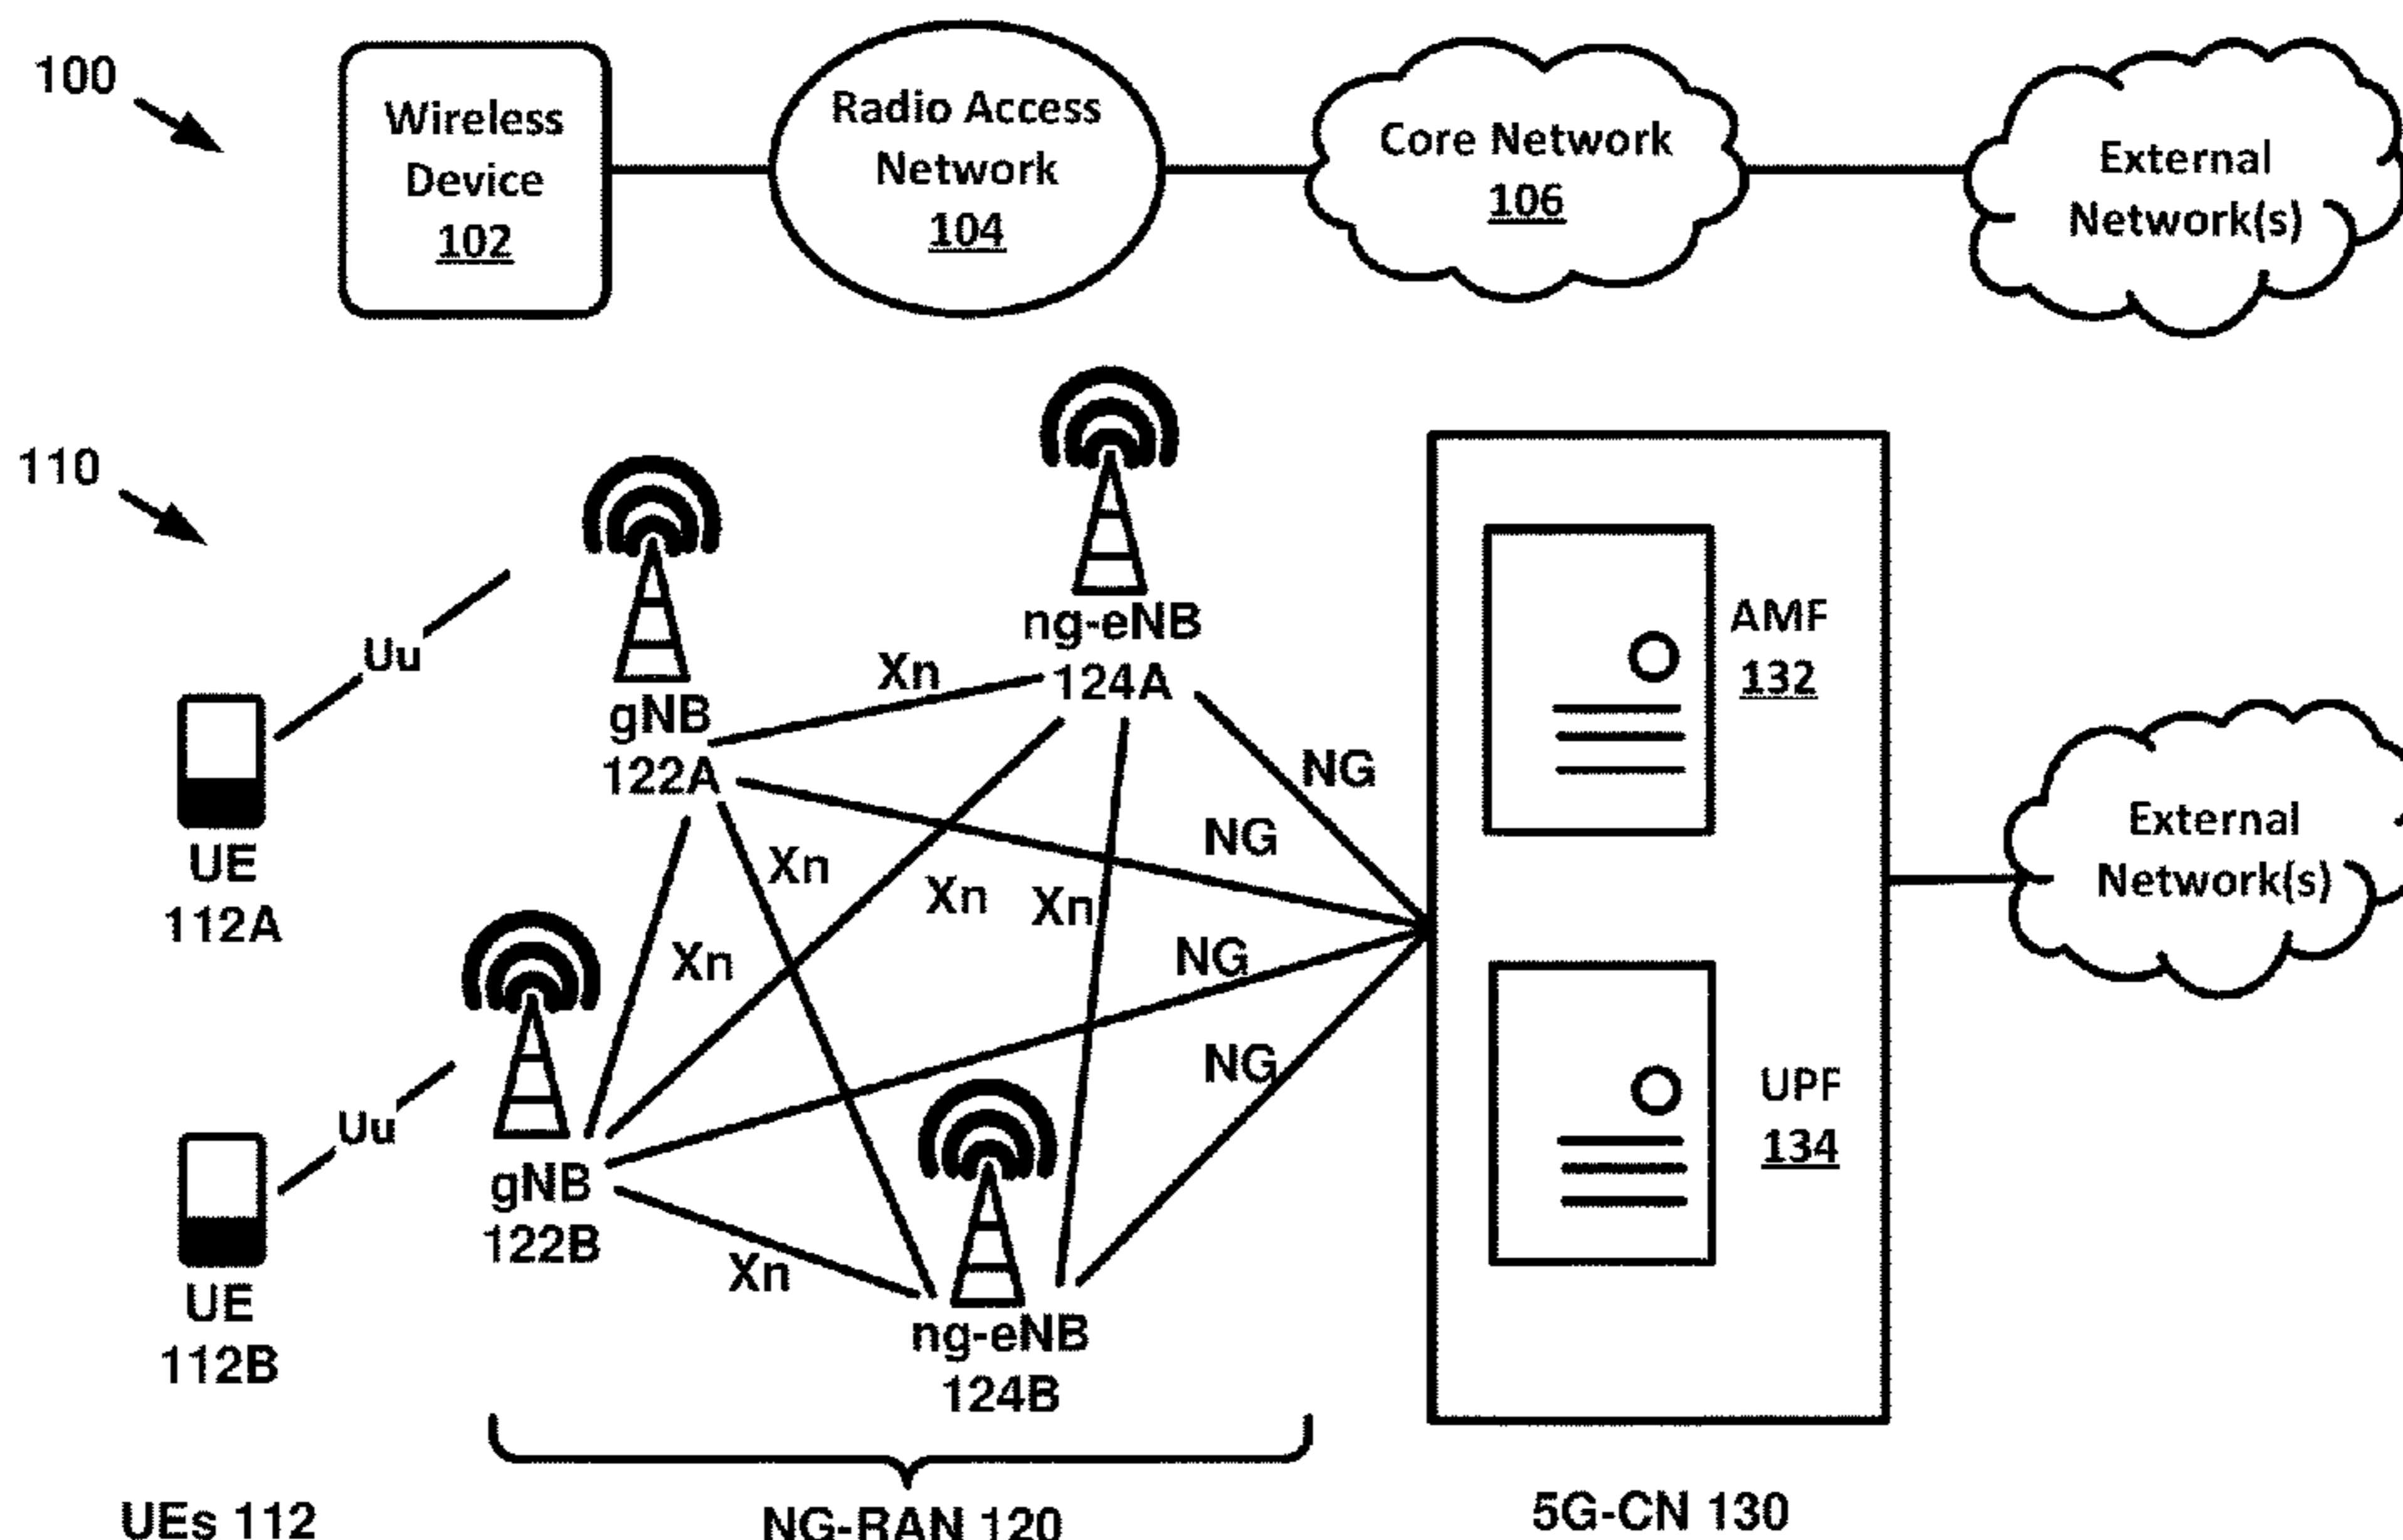 100
Wireless
Device
102
Radio Access
Network
104
Core Network
106
External
Network(s)
110
Uu
UE
112A
gNB
122A
ng-eNB
124A
Xn
Xn
Xn
Xn
Xn
Xn
NG
NG
NG
NG
Uu
UE
112B
gNB
122B
ng-eNB
124B
AMF
132
UPF
134
External
Network(s)
UEs 112
NG-RAN 120
5G-CN 130